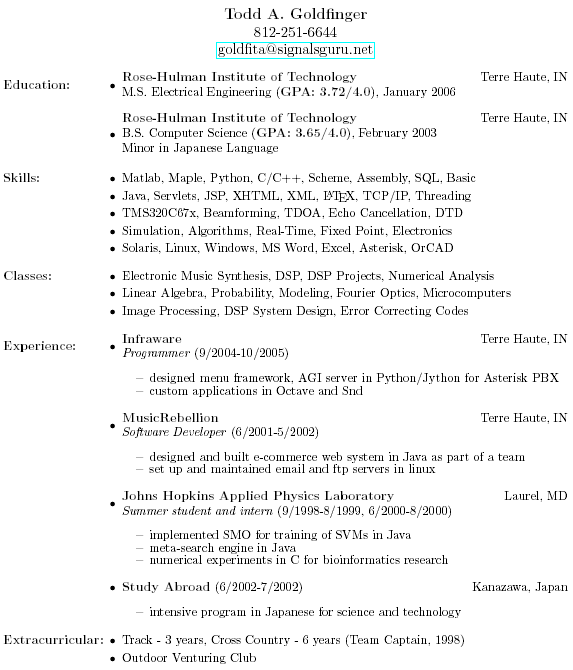 Todd A. Goldfinger
812-251-6644
goldfita@signalsguru.net
Education:
• Rose-Hulman Institute of Technology Terre Haute, IN
M.S. Electrical Engineering (GPA: 3.72/4.0), January 2006
Rose-Hulman Institute of Technology Terre Haute, IN
• B.S. Computer Science (GPA: 3.65/4.0), February 2003
Minor in Japanese Language
Skills: • Matlab, Maple, Python, C/C++, Scheme, Assembly, SQL, Basic
• Java, Servlets, JSP, XHTML, XML, LATEX, TCP/IP, Threading
• TMS320C67x, Beamforming, TDOA, Echo Cancellation, DTD
• Simulation, Algorithms, Real-Time, Fixed Point, Electronics
• Solaris, Linux, Windows, MS Word, Excel, Asterisk, OrCAD
Classes: • Electronic Music Synthesis, DSP, DSP Projects, Numerical Analysis
• Linear Algebra, Probability, Modeling, Fourier Optics, Microcomputers
• Image Processing, DSP System Design, Error Correcting Codes
Experience:
• Infraware Terre Haute, IN
Programmer (9/2004-10/2005)
– designed menu framework, AGI server in Python/Jython for Asterisk PBX
– custom applications in Octave and Snd
• MusicRebellion Terre Haute, IN
Software Developer (6/2001-5/2002)
– designed and built e-commerce web system in Java as part of a team
– set up and maintained email and ftp servers in linux
• Johns Hopkins Applied Physics Laboratory Laurel, MD
Summer student and intern (9/1998-8/1999, 6/2000-8/2000)
– implemented SMO for training of SVMs in Java
– meta-search engine in Java
– numerical experiments in C for bioinformatics research
• Study Abroad (6/2002-7/2002) Kanazawa, Japan
– intensive program in Japanese for science and technology
Extracurricular: • Track - 3 years, Cross Country - 6 years (Team Captain, 1998)
• Outdoor Venturing Club